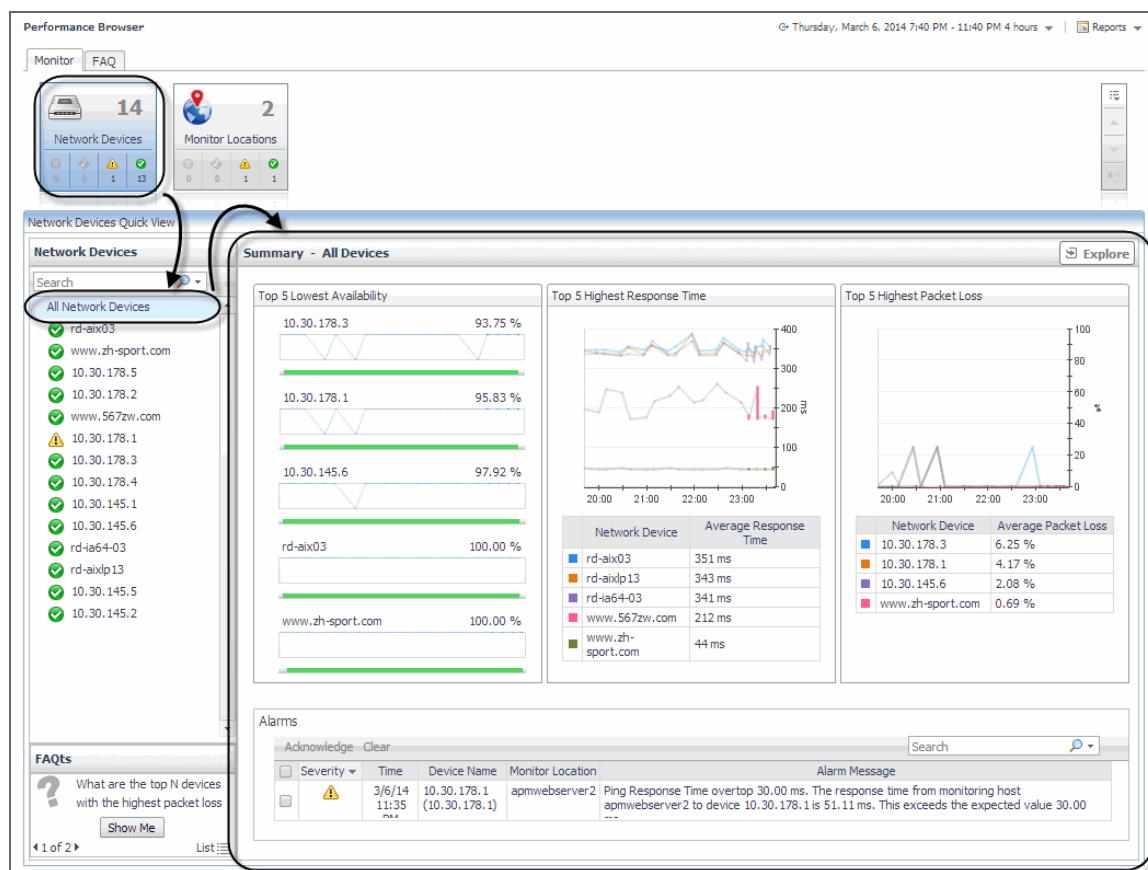 Performance Browser
Thursday, March 6, 2014 7:40 PM - 11:40 PM 4 hours
Reports
Monitor
FAQ
14
Network Devices
0 0 1 13
2
Monitor Locations
0 0 1 1
Network Devices Quick View
Network Devices
Search
All Network Devices
rd-aix03
www.zh-sport.com
10.30.178.5
10.30.178.2
www.567zw.com
10.30.178.1
10.30.178.3
10.30.178.4
10.30.145.1
10.30.145.6
rd-ia64-03
rd-aixlp13
10.30.145.5
10.30.145.2
FAQts
?
What are the top N devices
with the highest packet loss
Show Me
1 of 2
List
Summary - All Devices
Explore
Top 5 Lowest Availability
10.30.178.3 93.75 %
10.30.178.1 95.83 %
10.30.145.6 97.92 %
rd-aix03 100.00 %
www.zh-sport.com 100.00 %
Top 5 Highest Response Time
400
300
200
100
0
ms
20:00 21:00 22:00 23:00
Network Device Average Response
Time
rd-aix03 351 ms
rd-aixlp13 343 ms
rd-ia64-03 341 ms
www.567zw.com 212 ms
www.zh-
sport.com 44 ms
Top 5 Highest Packet Loss
100
80
60
40
20
0
%
20:00 21:00 22:00 23:00
Network Device Average Packet Loss
10.30.178.3 6.25 %
10.30.178.1 4.17 %
10.30.145.6 2.08 %
www.zh-sport.com 0.69 %
Alarms
Acknowledge Clear
Search
Severity Time Device Name Monitor Location Alarm Message
3/6/14 10.30.178.1 apmwebserver2 Ping Response Time overtop 30.00 ms. The response time from monitoring host
11:35 (10.30.178.1) apmwebserver2 to device 10.30.178.1 is 51.11 ms. This exceeds the expected value 30.00